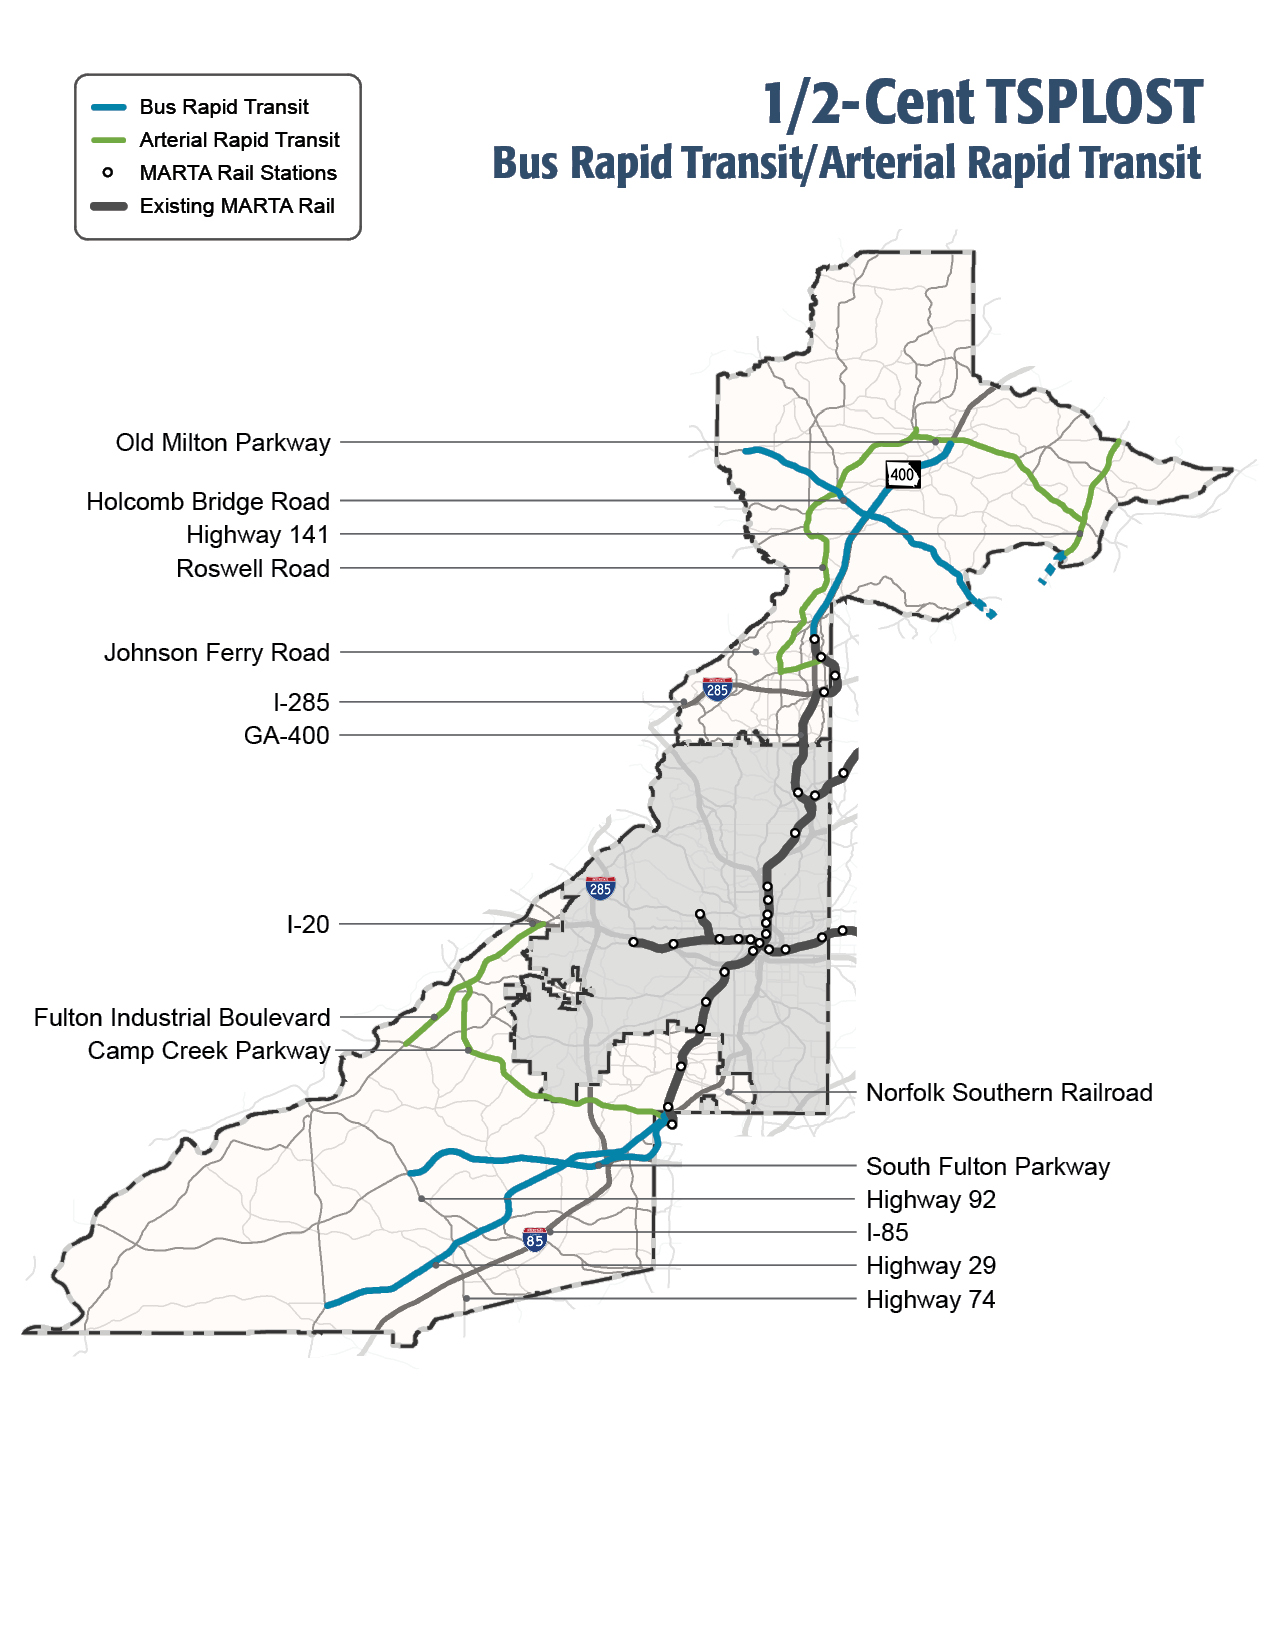 1/2-Cent TSPLOST
Bus Rapid Transit/Arterial Rapid Transit
Bus Rapid Transit
Arterial Rapid Transit
MARTA Rail Stations
Existing MARTA Rail
Old Milton Parkway
400
Holcomb Bridge Road
Highway 141
Roswell Road
Johnson Ferry Road
285
I-285
GA-400
285
I-20
Fulton Industrial Boulevard
Camp Creek Parkway
Norfolk Southern Railroad
South Fulton Parkway
Highway 92
I-85
85
Highway 29
Highway 74